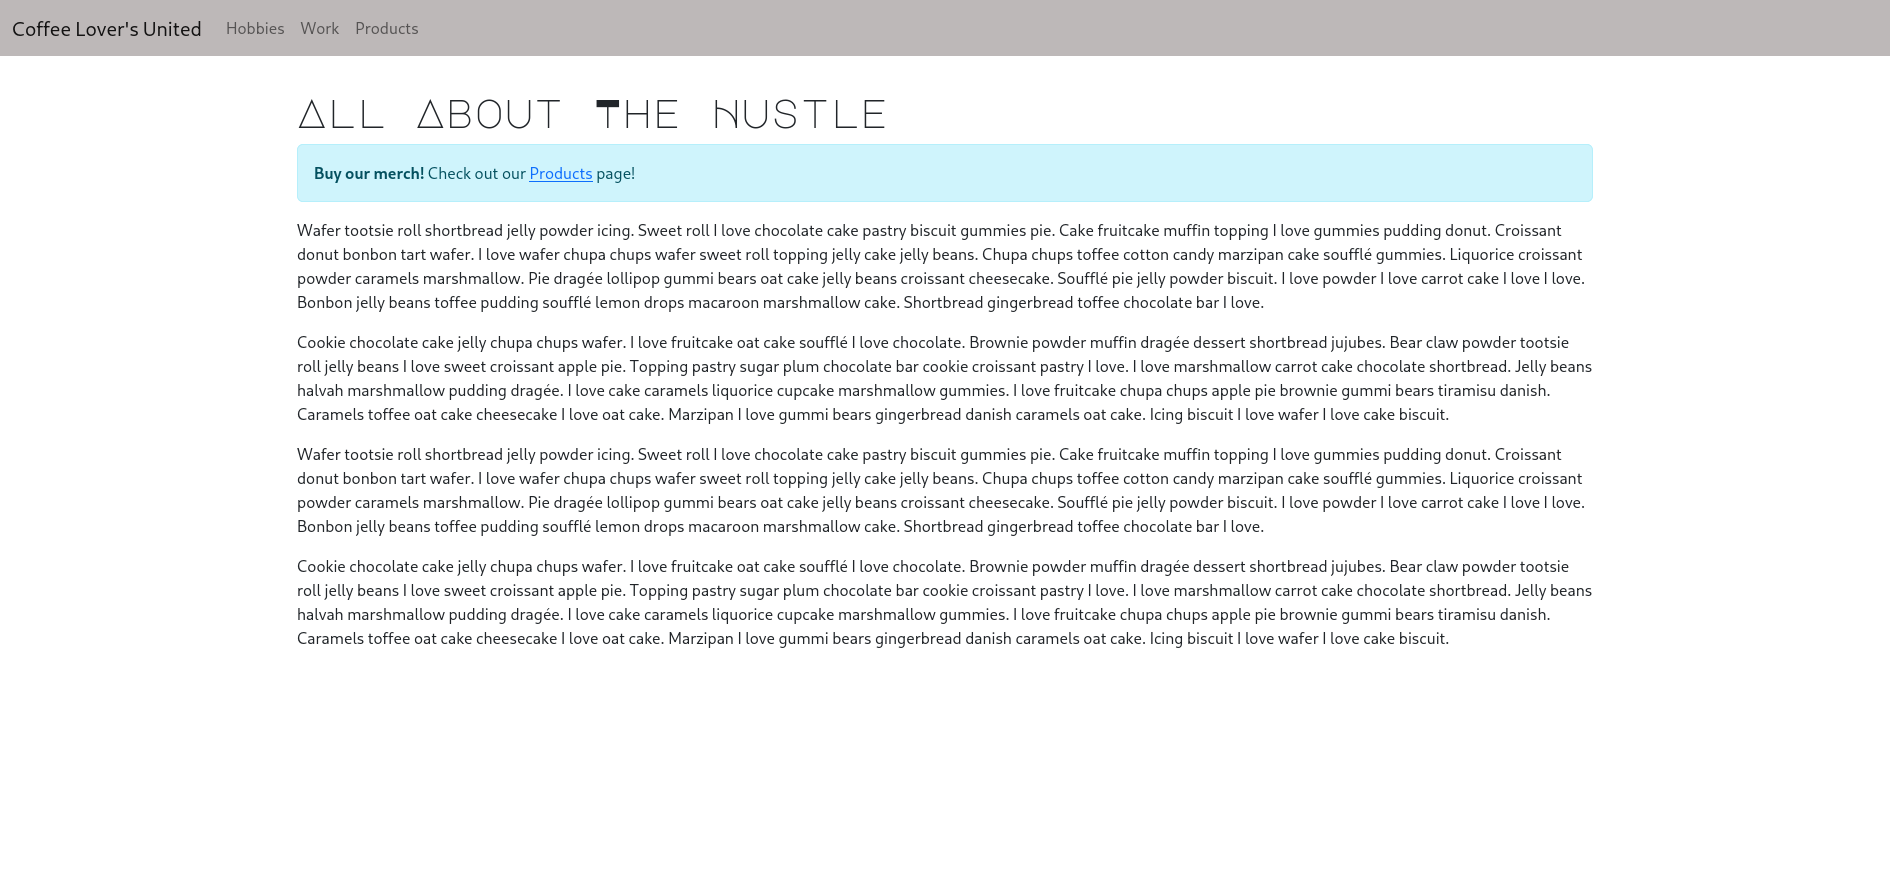 Coffee Lover's United Hobbies Work Products
All About The Hustle
Buy our merch! Check out our Products page!
Wafer tootsie roll shortbread jelly powder icing. Sweet roll I love chocolate cake pastry biscuit gummies pie. Cake fruitcake muffin topping I love gummies pudding donut. Croissant
donut bonbon tart wafer. I love wafer chupa chups wafer sweet roll topping jelly cake jelly beans. Chupa chups toffee cotton candy marzipan cake soufflé gummies. Liquorice croissant
powder caramels marshmallow. Pie dragée lollipop gummi bears oat cake jelly beans croissant cheesecake. Soufflé pie jelly powder biscuit. I love powder I love carrot cake I love I love.
Bonbon jelly beans toffee pudding soufflé lemon drops macaroon marshmallow cake. Shortbread gingerbread toffee chocolate bar I love.
Cookie chocolate cake jelly chupa chups wafer. I love fruitcake oat cake soufflé I love chocolate. Brownie powder muffin dragée dessert shortbread jujubes. Bear claw powder tootsie
roll jelly beans I love sweet croissant apple pie. Topping pastry sugar plum chocolate bar cookie croissant pastry I love. I love marshmallow carrot cake chocolate shortbread. Jelly beans
halvah marshmallow pudding dragée. I love cake caramels liquorice cupcake marshmallow gummies. I love fruitcake chupa chups apple pie brownie gummi bears tiramisu danish.
Caramels toffee oat cake cheesecake I love oat cake. Marzipan I love gummi bears gingerbread danish caramels oat cake. Icing biscuit I love wafer I love cake biscuit.
Wafer tootsie roll shortbread jelly powder icing. Sweet roll I love chocolate cake pastry biscuit gummies pie. Cake fruitcake muffin topping I love gummies pudding donut. Croissant
donut bonbon tart wafer. I love wafer chupa chups wafer sweet roll topping jelly cake jelly beans. Chupa chups toffee cotton candy marzipan cake soufflé gummies. Liquorice croissant
powder caramels marshmallow. Pie dragée lollipop gummi bears oat cake jelly beans croissant cheesecake. Soufflé pie jelly powder biscuit. I love powder I love carrot cake I love I love.
Bonbon jelly beans toffee pudding soufflé lemon drops macaroon marshmallow cake. Shortbread gingerbread toffee chocolate bar I love.
Cookie chocolate cake jelly chupa chups wafer. I love fruitcake oat cake soufflé I love chocolate. Brownie powder muffin dragée dessert shortbread jujubes. Bear claw powder tootsie
roll jelly beans I love sweet croissant apple pie. Topping pastry sugar plum chocolate bar cookie croissant pastry I love. I love marshmallow carrot cake chocolate shortbread. Jelly beans
halvah marshmallow pudding dragée. I love cake caramels liquorice cupcake marshmallow gummies. I love fruitcake chupa chups apple pie brownie gummi bears tiramisu danish.
Caramels toffee oat cake cheesecake I love oat cake. Marzipan I love gummi bears gingerbread danish caramels oat cake. Icing biscuit I love wafer I love cake biscuit.